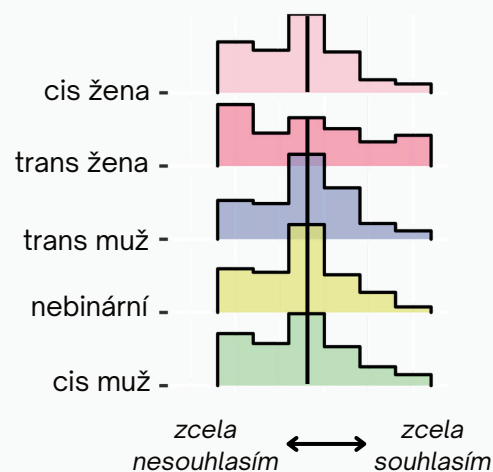 cis žena
trans žena
trans muž
nebinární
cis muž
zcela
nesouhlasím
zcela
souhlasím